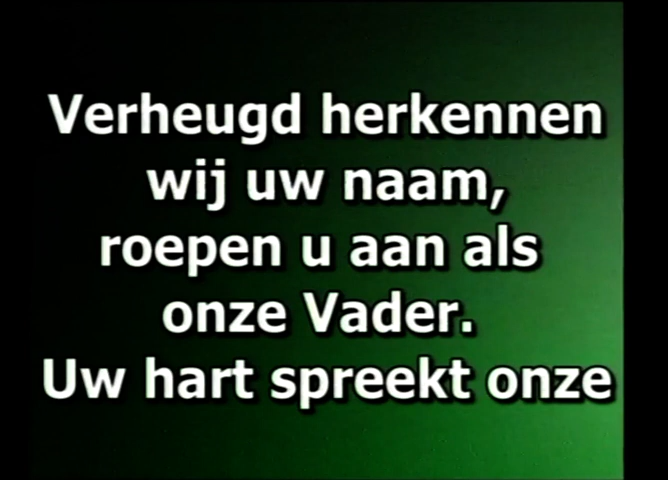 Verheugd herkennen
wij uw naam,
roepen u aan als
onze Vader.
Uw hart spreekt onze